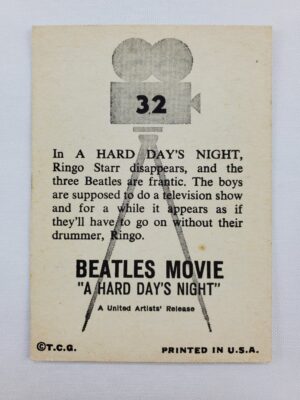 32
In A HARD DAY'S NIGHT,
Ringo Starr disappears, and the
three Beatles are frantic. The boys
are supposed to do a television show
and for a while it appears as if
they'll have to go on without their
drummer, Ringo.
BEATLES MOVIE
"A HARD DAY'S NIGHT"
A United Artists' Release
©T.C.G.
PRINTED IN U.S.A.